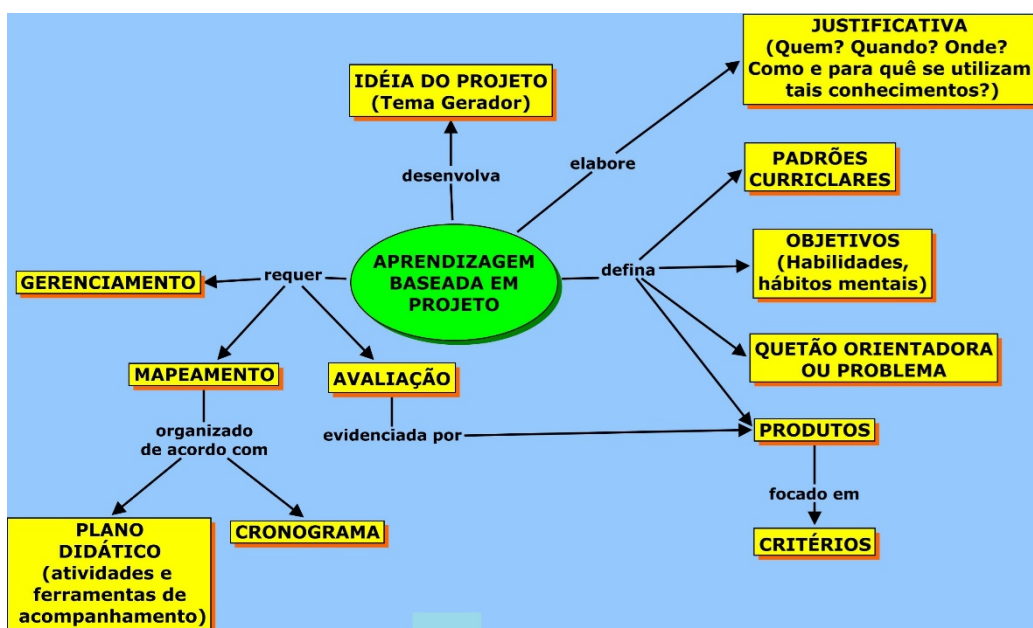 JUSTIFICATIVA
(Quem? Quando? Onde?
Como e para quê se utilizam
tais conhecimentos?)
IDÉIA DO PROJETO
(Tema Gerador)
desenvolva
elabore
PADRÕES
CURRICLARES
APRENDIZAGEM
BASEADA EM
PROJETO
requer
defina
GERENCIAMENTO
OBJETIVOS
(Habilidades,
hábitos mentais)
QUETÃO ORIENTADORA
OU PROBLEMA
MAPEAMENTO
AVALIAÇÃO
organizado
de acordo com
evidenciada por
PRODUTOS
focado em
CRITÉRIOS
PLANO
DIDÁTICO
(atividades e
ferramentas de
acompanhamento)
CRONOGRAMA